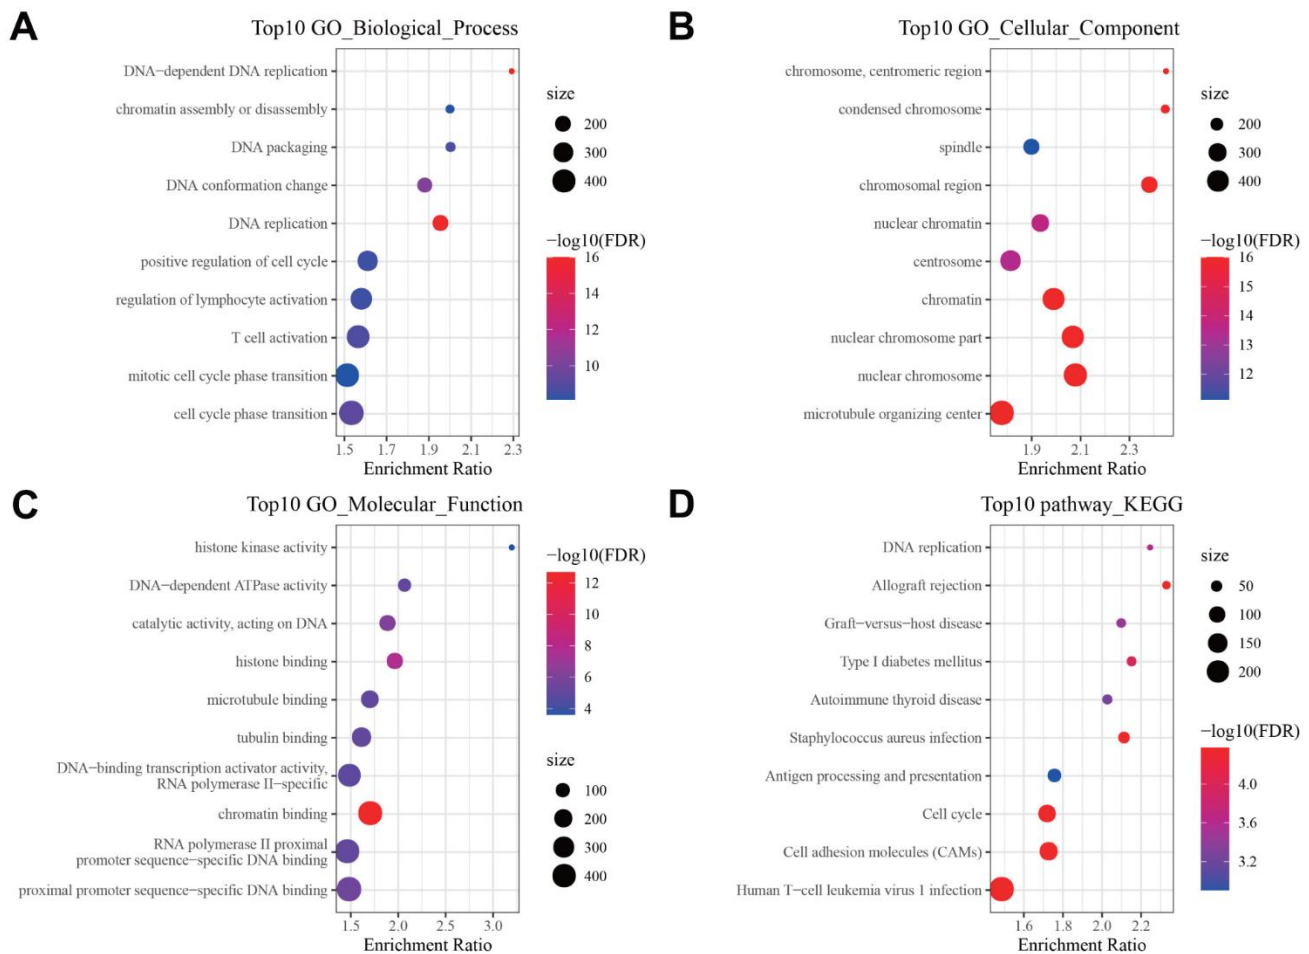 A
Top10 GO_Biological_Process
DNA−dependent DNA replication
chromatin assembly or disassembly
DNA packaging
DNA conformation change
DNA replication
positive regulation of cell cycle
regulation of lymphocyte activation
T cell activation
mitotic cell cycle phase transition
cell cycle phase transition
1.5 1.7 1.9 2.1 2.3
Enrichment Ratio
size
200
300
400
−log10(FDR)
16
14
12
10
B
Top10 GO_Cellular_Component
chromosome, centromeric region
condensed chromosome
spindle
chromosomal region
nuclear chromatin
centrosome
chromatin
nuclear chromosome part
nuclear chromosome
microtubule organizing center
1.9 2.1 2.3
Enrichment Ratio
size
200
300
400
−log10(FDR)
16
15
14
13
12
C
Top10 GO_Molecular_Function
histone kinase activity
DNA−dependent ATPase activity
catalytic activity, acting on DNA
histone binding
microtubule binding
tubulin binding
DNA−binding transcription activator activity,
RNA polymerase II−specific
chromatin binding
RNA polymerase II proximal
promoter sequence−specific DNA binding
proximal promoter sequence−specific DNA binding
1.5 2.0 2.5 3.0
Enrichment Ratio
−log10(FDR)
12
10
8
6
4
size
100
200
300
400
D
Top10 pathway_KEGG
DNA replication
Allograft rejection
Graft−versus−host disease
Type I diabetes mellitus
Autoimmune thyroid disease
Staphylococcus aureus infection
Antigen processing and presentation
Cell cycle
Cell adhesion molecules (CAMs)
Human T−cell leukemia virus 1 infection
1.6 1.8 2.0 2.2
Enrichment Ratio
size
50
100
150
200
−log10(FDR)
4.0
3.6
3.2